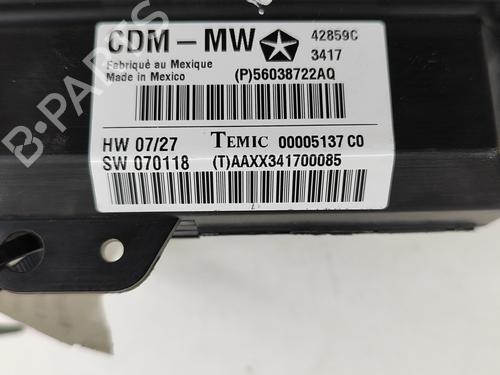 CDM - MW 42859C
3417
Fabriqué au Mexique
Made in Mexico (P)56038722AQ
HW 07/27 TEMIC 00005137 C0
SW 070118 (T)AAXX341700085
B-PARTS